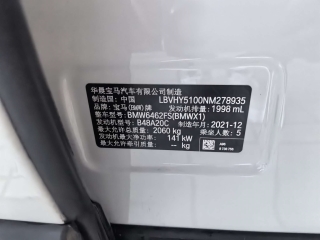 华晨宝马汽车有限公司制造
制造国: 中国 LBVHY5100NM278935
品牌: 宝马(BMW)牌 发动机排量: 1998 mL
整车型号: BMW6462FS(BMWX1)
发动机型号: B48A20C 制造年月: 2021-12
最大允许总质量: 2060 kg 乘坐人数: 5
发动机最大净功率: 141 kW
最大允许 —— kg